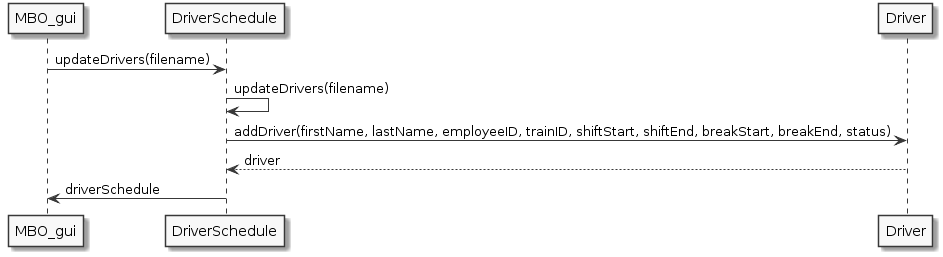 MBO_gui
DriverSchedule
Driver
updateDrivers(filename)
updateDrivers(filename)
addDriver(firstName, lastName, employeeID, trainID, shiftStart, shiftEnd, breakStart, breakEnd, status)
driver
driverSchedule
MBO_gui
DriverSchedule
Driver